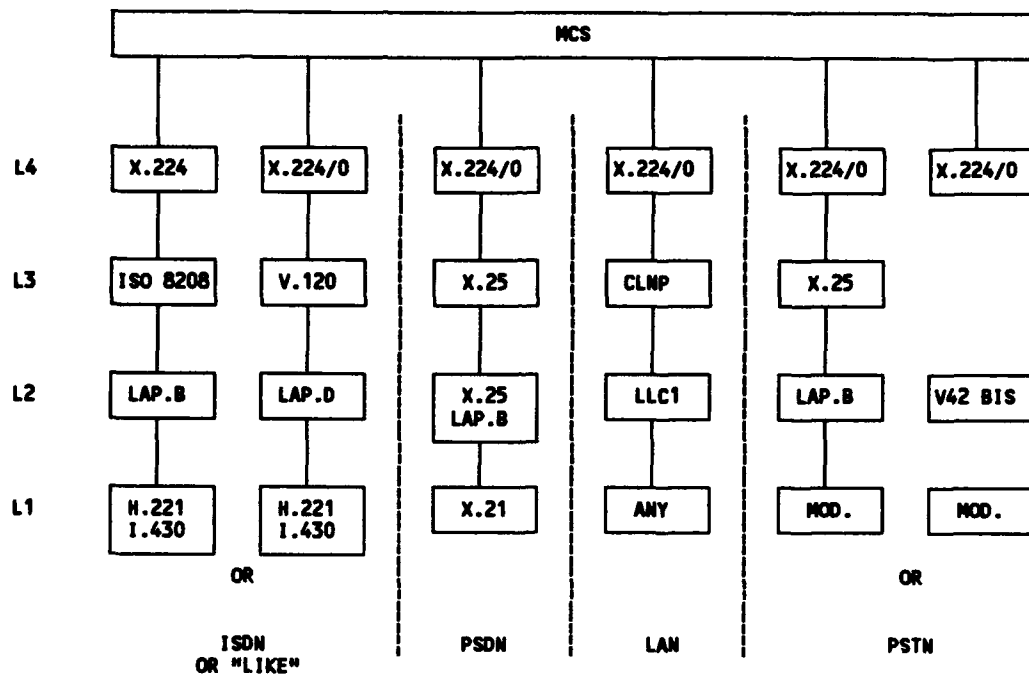 MCS
L4 X.224 X.224/0 X.224/0 X.224/0 X.224/0 X.224/0
L3 ISO 8208 V.120 X.25 CLNP X.25
L2 LAP.B LAP.D X.25 LAP.B LLC1 LAP.B V42 BIS
L1 H.221 I.430 H.221 I.430 X.21 ANY MOD. MOD.
OR OR
ISDN OR "LIKE" PSDN LAN PSTN